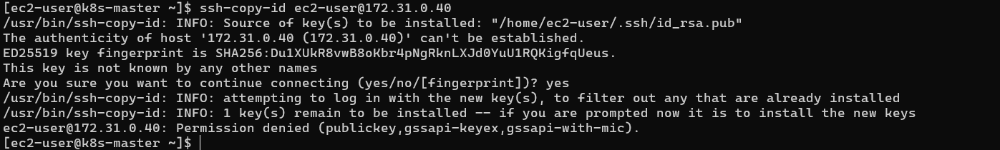 [ec2-user@k8s-master ~]$ ssh-copy-id ec2-user@172.31.0.40
/usr/bin/ssh-copy-id: INFO: Source of key(s) to be installed: "/home/ec2-user/.ssh/id_rsa.pub"
The authenticity of host '172.31.0.40 (172.31.0.40)' can't be established.
ED25519 key fingerprint is SHA256:Du1XUkR8vwB8oKbr4pNgRknLXJd0YuU1RQKigfqUeus.
This key is not known by any other names
Are you sure you want to continue connecting (yes/no/[fingerprint])? yes
/usr/bin/ssh-copy-id: INFO: attempting to log in with the new key(s), to filter out any that are already installed
/usr/bin/ssh-copy-id: INFO: 1 key(s) remain to be installed -- if you are prompted now it is to install the new keys
ec2-user@172.31.0.40: Permission denied (publickey,gssapi-keyex,gssapi-with-mic).
[ec2-user@k8s-master ~]$